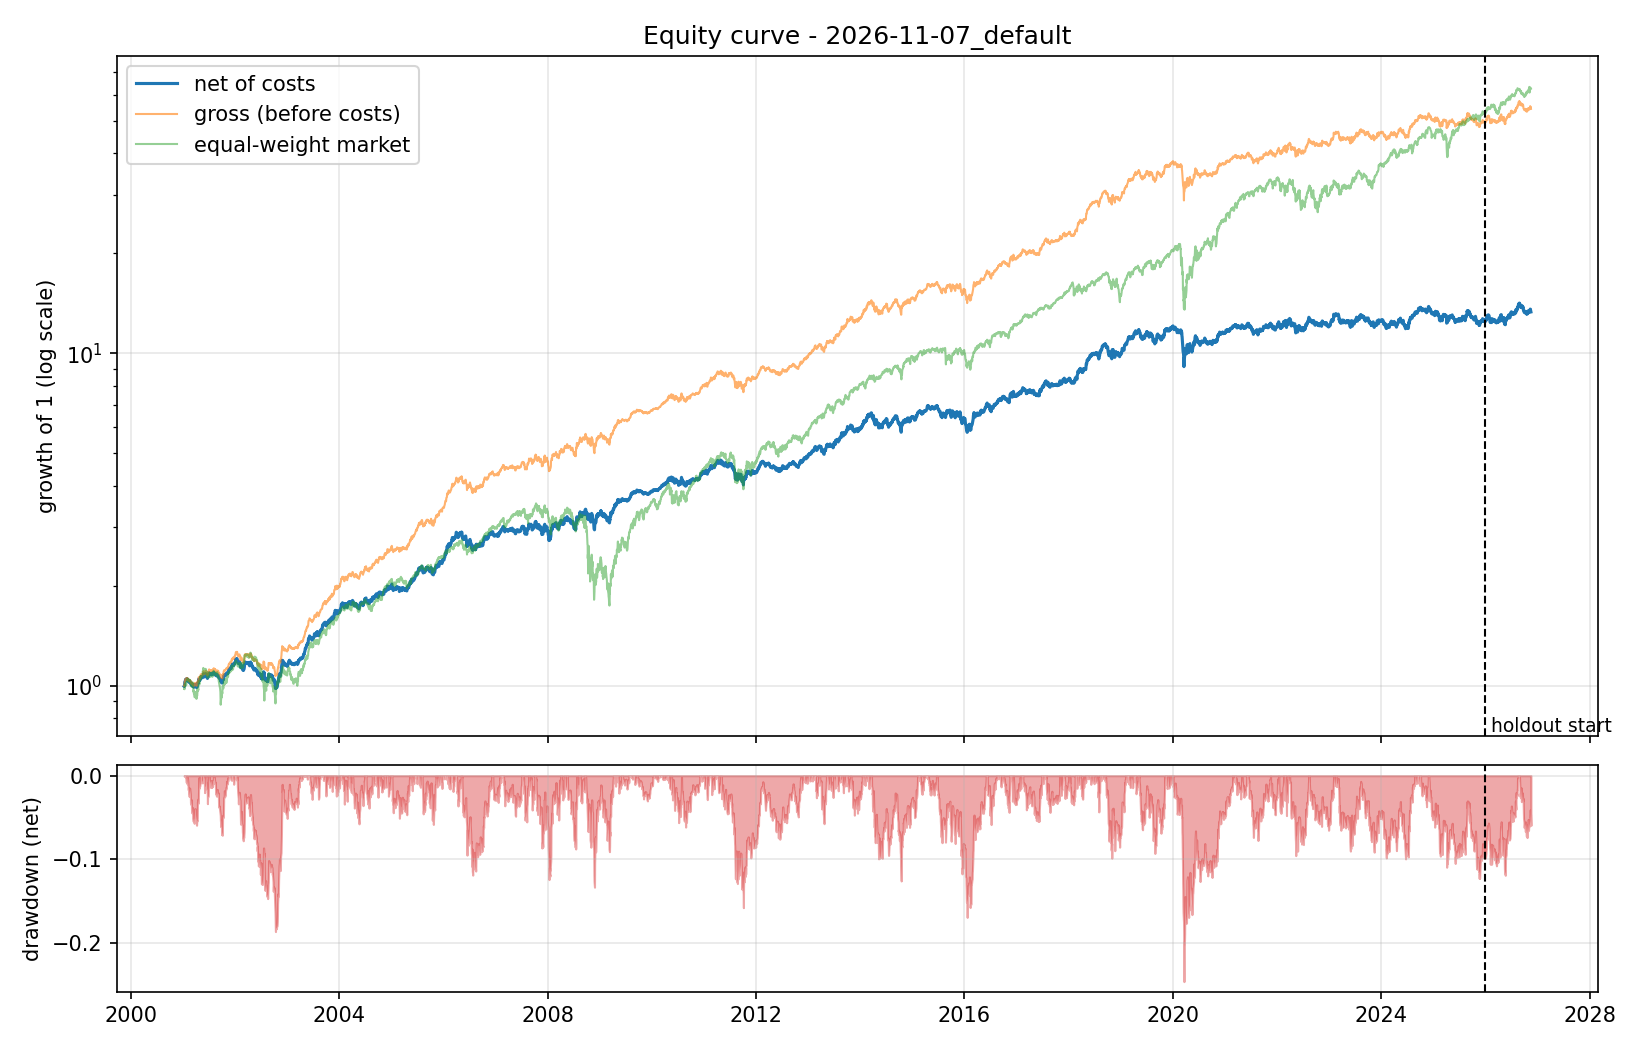 Equity curve - 2026-11-07_default
net of costs
gross (before costs)
equal-weight market
growth of 1 (log scale)
10¹
10⁰
holdout start
drawdown (net)
0.0
−0.1
−0.2
2000 2004 2008 2012 2016 2020 2024 2028